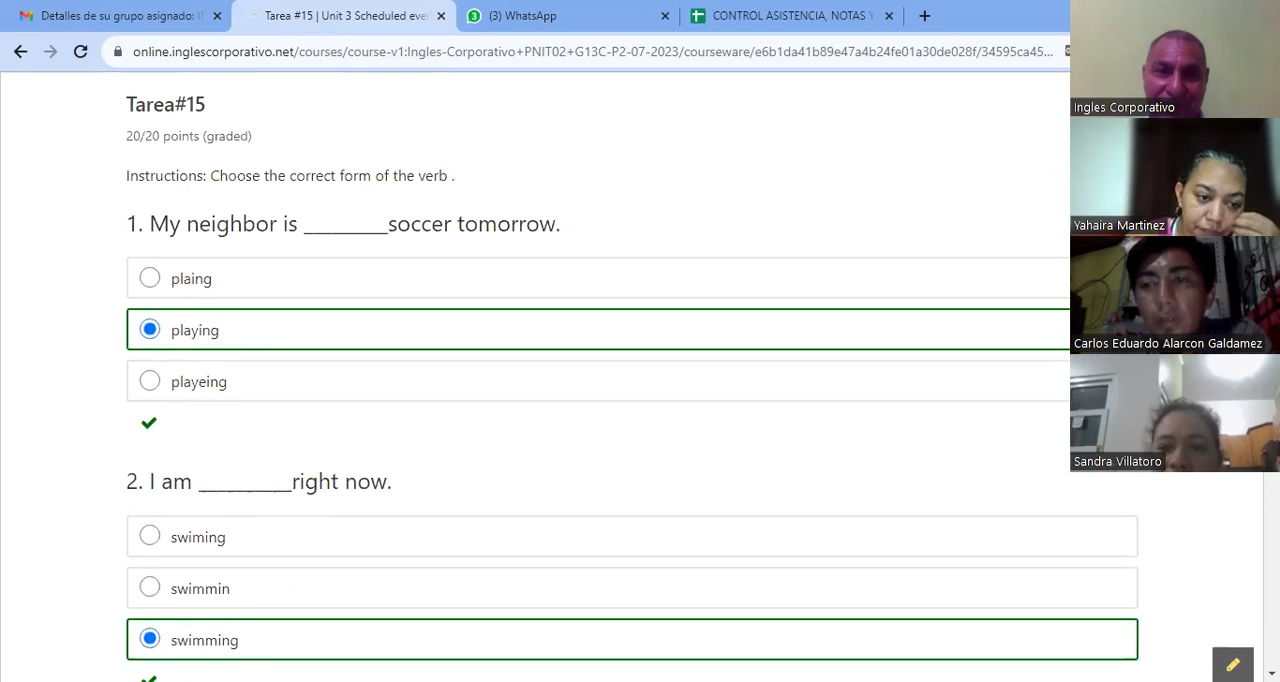 Detalles de su grupo asignado: I
Tarea #15 | Unit 3 Scheduled eve
(3) WhatsApp
CONTROL ASISTENCIA, NOTAS Y
online.inglescorporativo.net/courses/course-v1:Ingles-Corporativo+PNIT02+G13C-P2-07-2023/courseware/e6b1da41b89e47a4b24fe01a30de028f/34595ca45...
Tarea#15
20/20 points (graded)
Instructions: Choose the correct form of the verb .
1. My neighbor is _______soccer tomorrow.
plaing
playing
playeing
2. I am ________right now.
swiming
swimmin
swimming
Ingles Corporativo
Yahaira Martinez
Carlos Eduardo Alarcon Galdamez
Sandra Villatoro